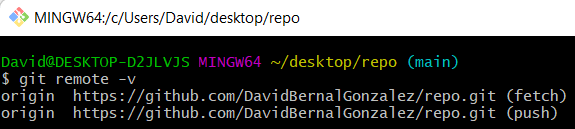 MINGW64:/c/Users/David/desktop/repo
David@DESKTOP-D2JLVJS MINGW64 ~/desktop/repo (main)
$ git remote -v
origin  https://github.com/DavidBernalGonzalez/repo.git (fetch)
origin  https://github.com/DavidBernalGonzalez/repo.git (push)